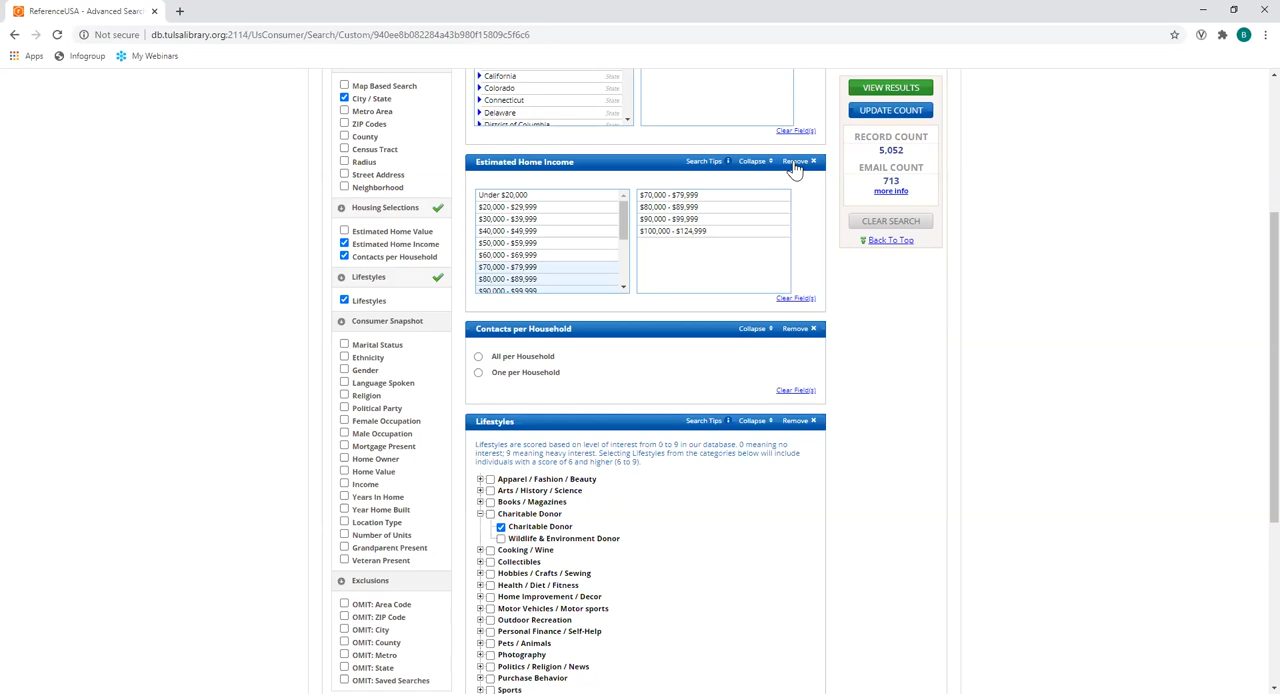 ReferenceUSA - Advanced Searc
Not secure | db.tulsalibrary.org:2114/UsConsumer/Search/Custom/940ee8b082284a43b980f15809c5f6c6
B
Apps
Infogroup
My Webinars
Map Based Search
City / State
Metro Area
ZIP Codes
County
Census Tract
Radius
Street Address
Neighborhood
Housing Selections
Estimated Home Value
Estimated Home Income
Contacts per Household
Lifestyles
Lifestyles
Consumer Snapshot
Marital Status
Ethnicity
Gender
Language Spoken
Religion
Political Party
Female Occupation
Male Occupation
Mortgage Present
Home Owner
Home Value
Income
Years In Home
Year Home Built
Location Type
Number of Units
Grandparent Present
Veteran Present
Exclusions
OMIT: Area Code
OMIT: ZIP Code
OMIT: City
OMIT: County
OMIT: Metro
OMIT: State
OMIT: Saved Searches
California State
Colorado State
Connecticut State
Delaware State
District of Columbia State
Clear Field(s)
Estimated Home Income Search Tips Collapse Remove
Under $20,000
$20,000 - $29,999
$30,000 - $39,999
$40,000 - $49,999
$50,000 - $59,999
$60,000 - $69,999
$70,000 - $79,999
$80,000 - $89,999
$90,000 - $99,999
$70,000 - $79,999
$80,000 - $89,999
$90,000 - $99,999
$100,000 - $124,999
Clear Field(s)
Contacts per Household Collapse Remove
All per Household
One per Household
Clear Field(s)
Lifestyles Search Tips Collapse Remove
Lifestyles are scored based on level of interest from 0 to 9 in our database. 0 meaning no
interest; 9 meaning heavy interest. Selecting Lifestyles from the categories below will include
individuals with a score of 6 and higher (6 to 9).
Apparel / Fashion / Beauty
Arts / History / Science
Books / Magazines
Charitable Donor
Charitable Donor
Wildlife & Environment Donor
Cooking / Wine
Collectibles
Hobbies / Crafts / Sewing
Health / Diet / Fitness
Home Improvement / Decor
Motor Vehicles / Motor sports
Outdoor Recreation
Personal Finance / Self-Help
Pets / Animals
Photography
Politics / Religion / News
Purchase Behavior
Sports
VIEW RESULTS
UPDATE COUNT
RECORD COUNT
5,052
EMAIL COUNT
713
more info
CLEAR SEARCH
Back To Top